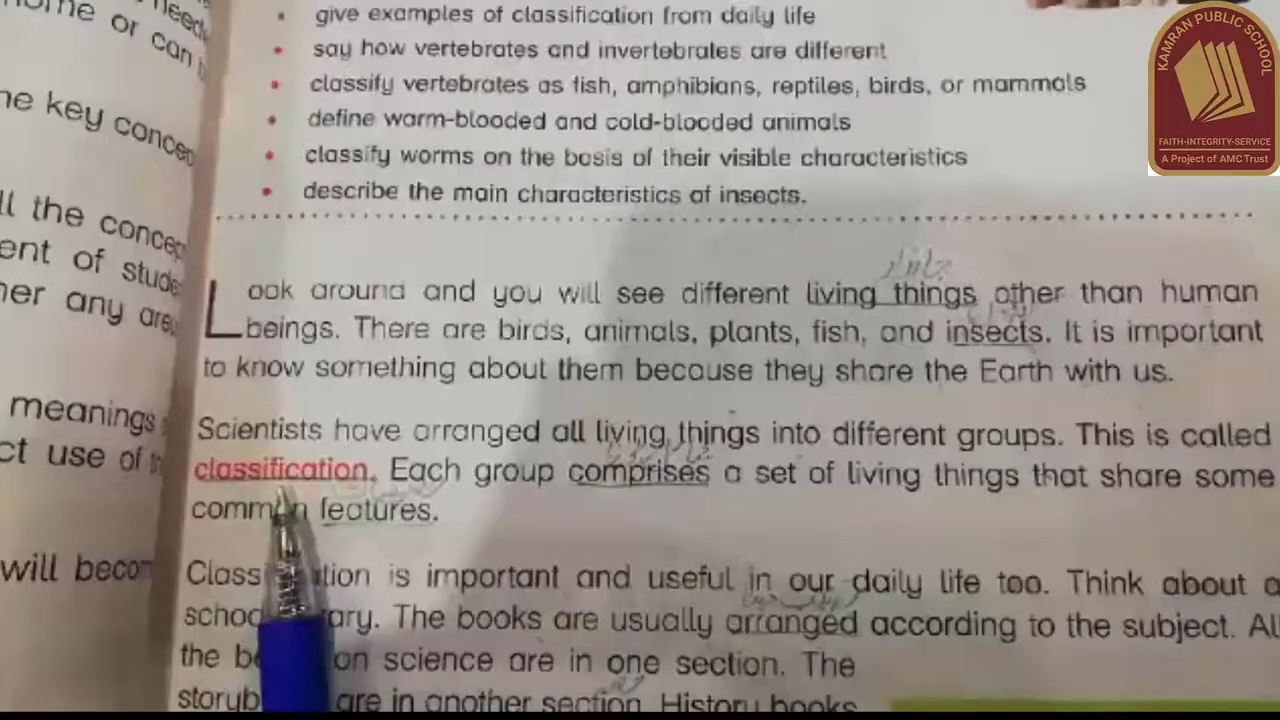 need
home or can b
the key concep
ll the concep
ent of stude
her any area
meanings
ct use of
will becom
• give examples of classification from daily life
• say how vertebrates and invertebrates are different
• classify vertebrates as fish, amphibians, reptiles, birds, or mammals
• define warm-blooded and cold-blooded animals
• classify worms on the basis of their visible characteristics
• describe the main characteristics of insects.
جاندار
Look around and you will see different living things other than human
beings. There are birds, animals, plants, fish, and insects. It is important
to know something about them because they share the Earth with us.
Scientists have arranged all living things into different groups. This is called
classification. Each group comprises a set of living things that share some
common features.
Classification is important and useful in our daily life too. Think about a
school library. The books are usually arranged according to the subject. Al
the bo on science are in one section. The
storyb are in another section. History books
KAMRAN PUBLIC SCHOOL
FAITH-INTEGRITY-SERVICE
A Project of AMC Trust